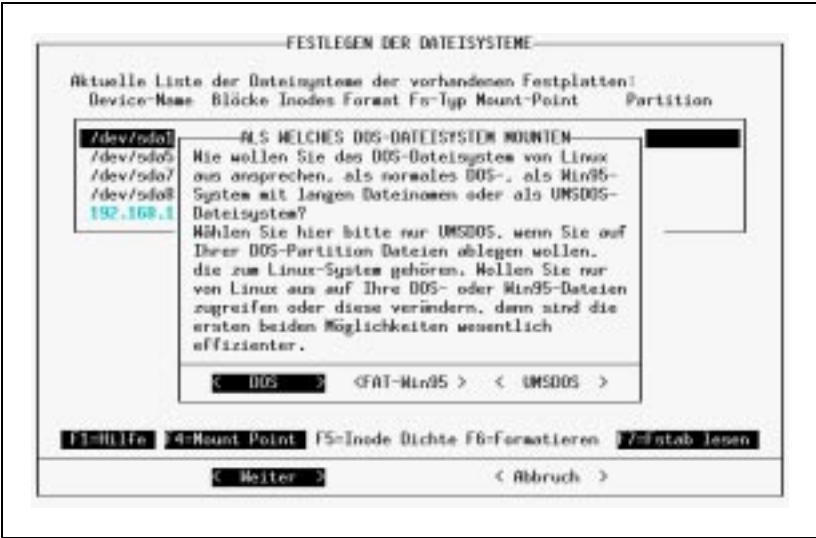 FESTLEGEN DER DATEISYSTEME
Aktuelle Liste der Dateisysteme der vorhandenen Festplatten:
Device-Name Blöcke Inodes Format Fs-Typ Mount-Point Partition
/dev/sda1
ALS WELCHES DOS-DATEISYSTEM MOUNTEN
/dev/sda5
Wie wollen Sie das DOS-Dateisystem von Linux
/dev/sda7
aus ansprechen, als normales DOS-, als Win95-
/dev/sda8
System mit langen Dateinamen oder als UMSDOS-
192.168.1
Dateisystem?
Wählen Sie hier bitte nur UMSDOS, wenn Sie auf
Ihrer DOS-Partition Dateien ablegen wollen,
die zum Linux-System gehören. Wollen Sie nur
von Linux aus auf Ihre DOS- oder Win95-Dateien
zugreifen oder diese verändern, dann sind die
ersten beiden Möglichkeiten wesentlich
effizienter.
< DOS > <FAT-Win95 > < UMSDOS >
F1=Hilfe F4=Mount Point F5=Inode Dichte F6=Formatieren F7=Fstab lesen
< Weiter > < Abbruch >